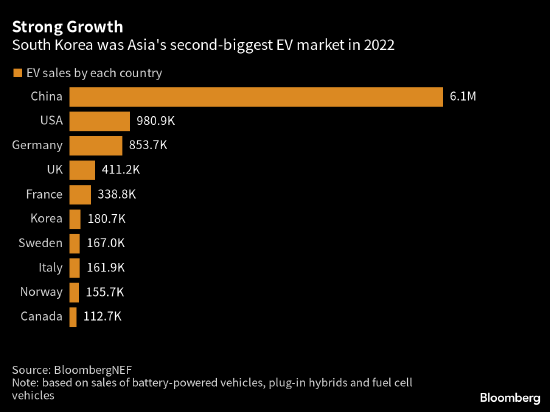 Strong Growth
South Korea was Asia's second-biggest EV market in 2022
EV sales by each country
China 6.1M
USA 980.9K
Germany 853.7K
UK 411.2K
France 338.8K
Korea 180.7K
Sweden 167.0K
Italy 161.9K
Norway 155.7K
Canada 112.7K
Source: BloombergNEF
Note: based on sales of battery-powered vehicles, plug-in hybrids and fuel cell
vehicles
Bloomberg